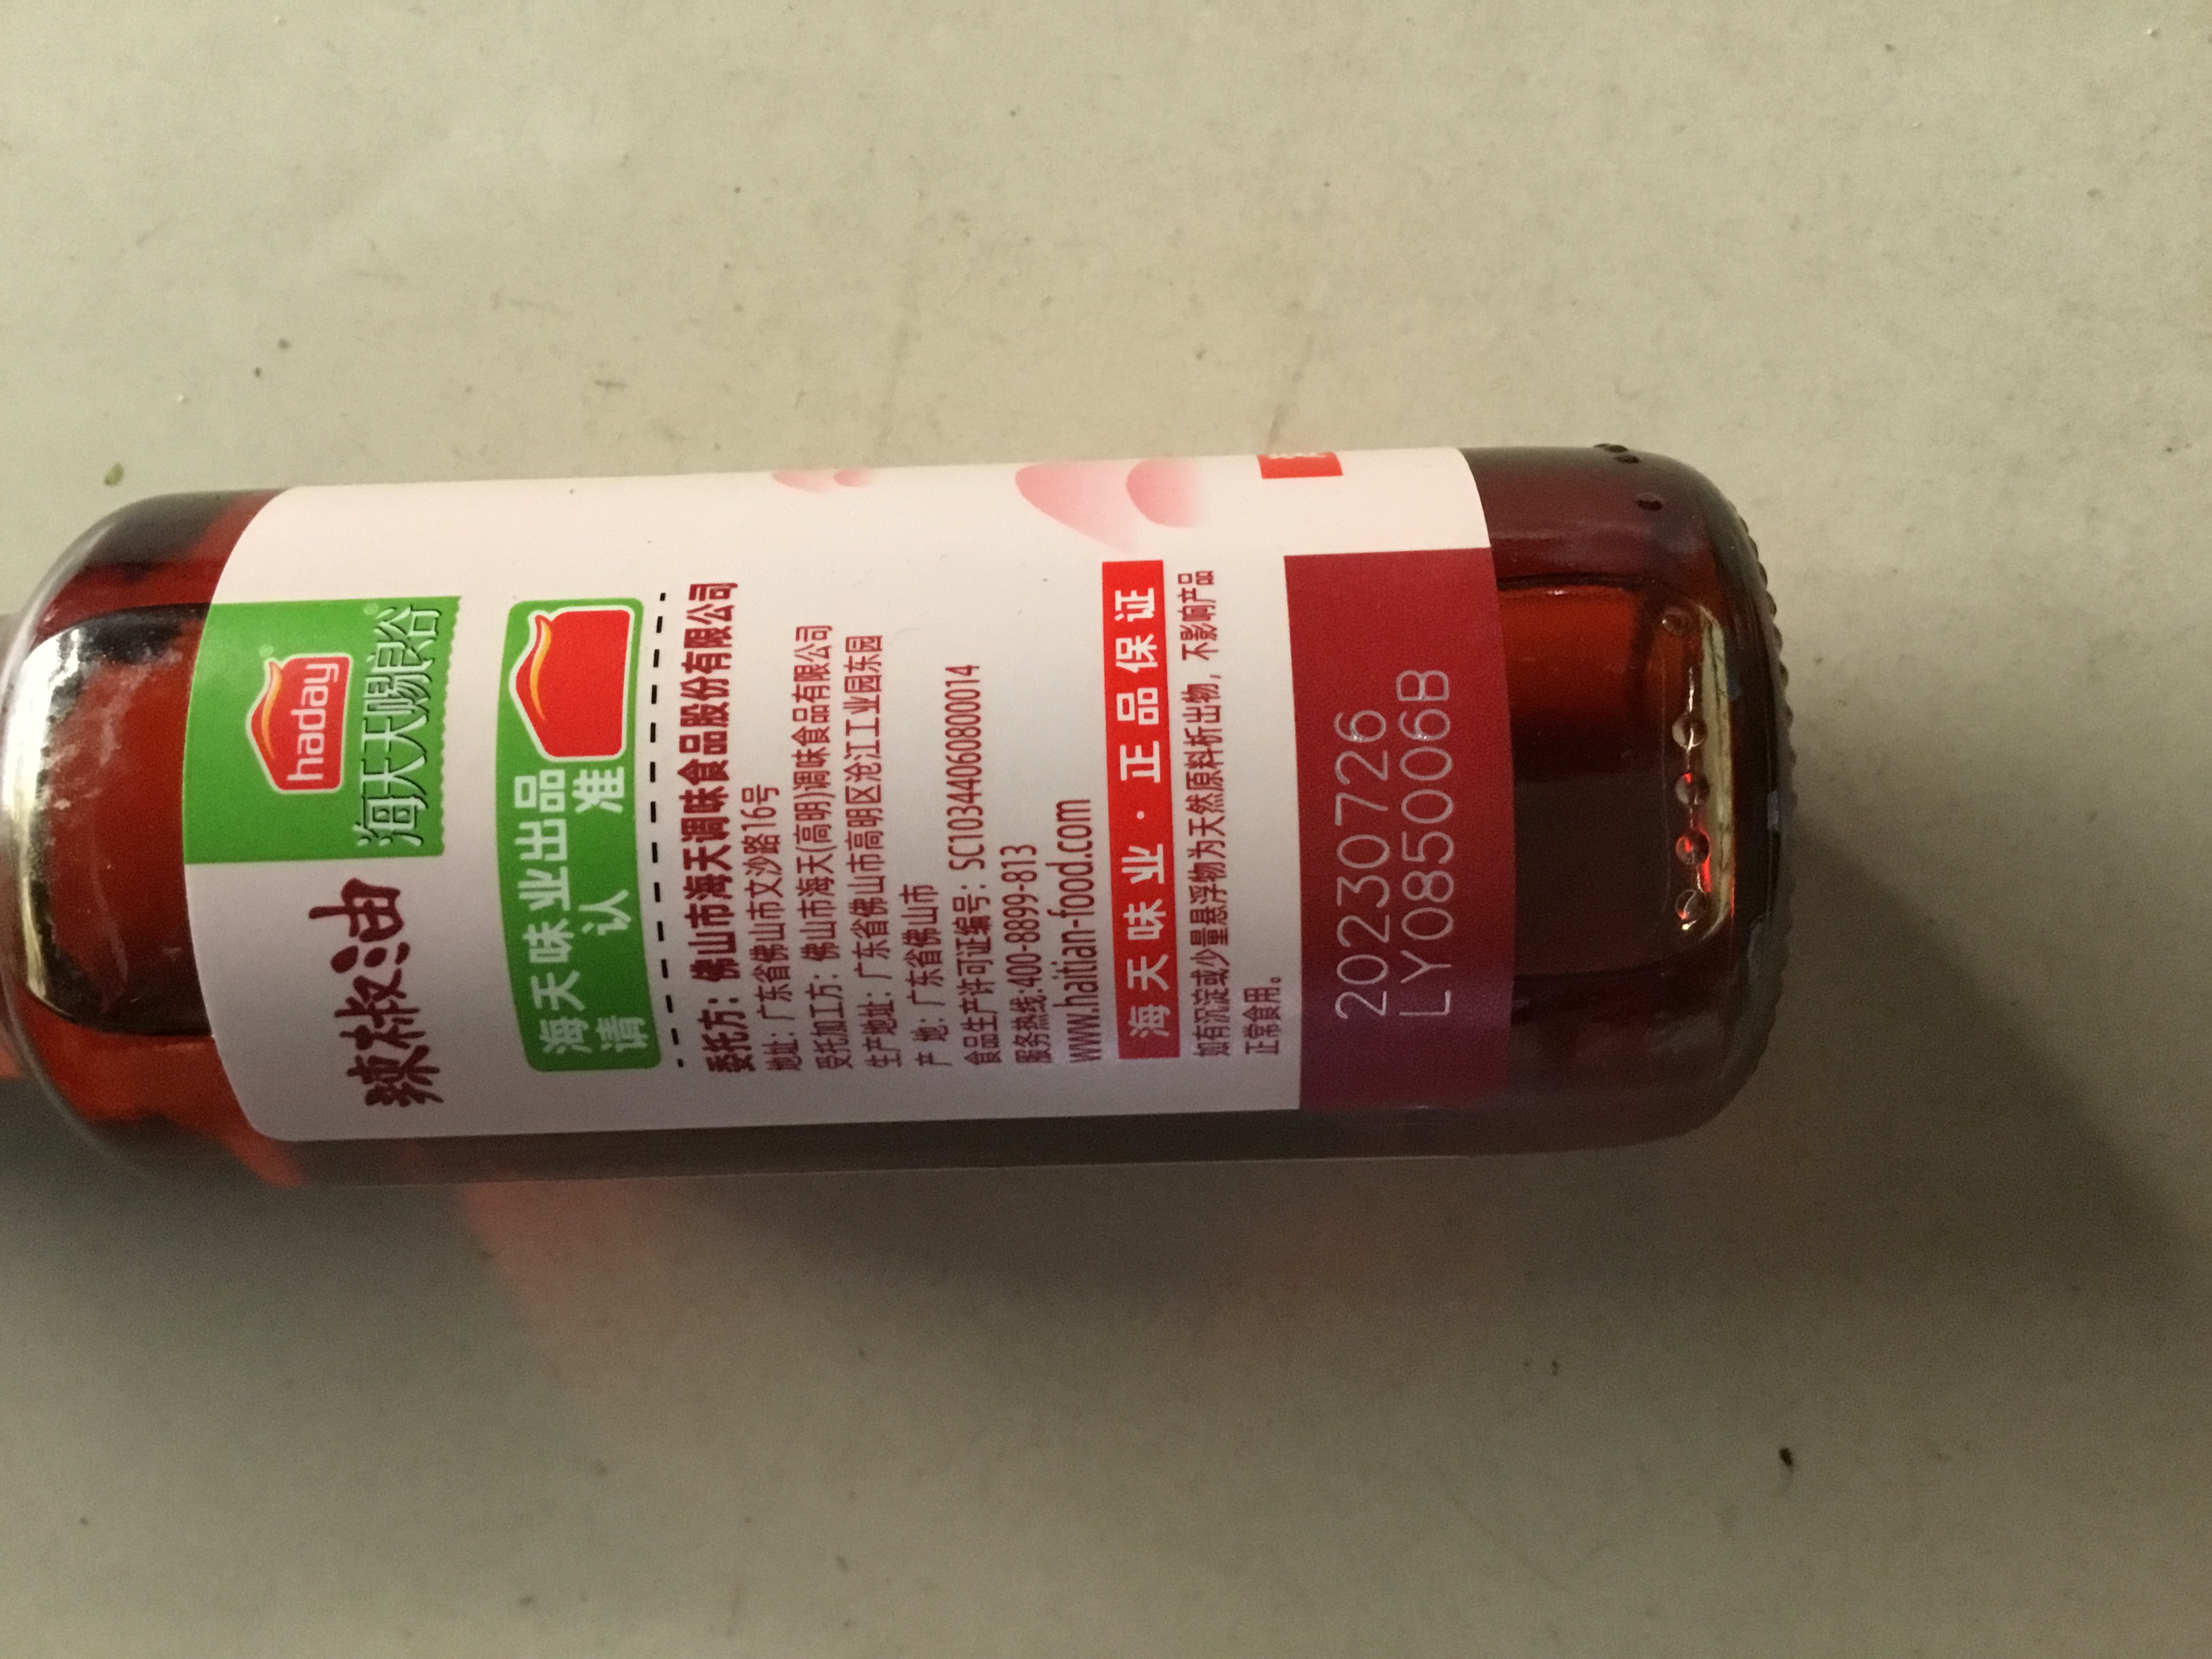 haday
海天天赐良谷
辣椒油
海天味业出品
请 认 准
委托方：佛山市海天调味食品股份有限公司
地址：广东省佛山市文沙路16号
受托加工方：佛山市海天(高明)调味食品有限公司
生产地址：广东省佛山市高明区沧江工业园东园
产 地：广东省佛山市
食品生产许可证编号：SC10344060800014
服务热线:400-8899-813
www.haitian-food.com
海天味业·正品保证
如有沉淀或少量悬浮物为天然原料析出物，不影响产品
正常食用。
20230726
LY085006B